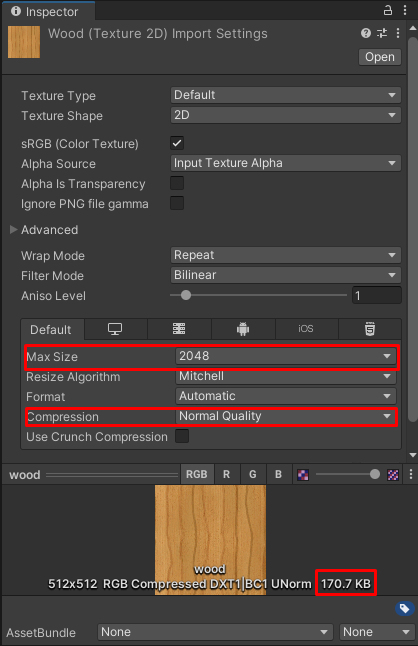 Inspector
Wood (Texture 2D) Import Settings
Open
Texture Type Default
Texture Shape 2D
sRGB (Color Texture)
Alpha Source Input Texture Alpha
Alpha Is Transparency
Ignore PNG file gamma
Advanced
Wrap Mode Repeat
Filter Mode Bilinear
Aniso Level 1
Default iOS
Max Size 2048
Resize Algorithm Mitchell
Format Automatic
Compression Normal Quality
Use Crunch Compression
wood RGB R G B
wood
512x512 RGB Compressed DXT1|BC1 UNorm 170.7 KB
AssetBundle None None